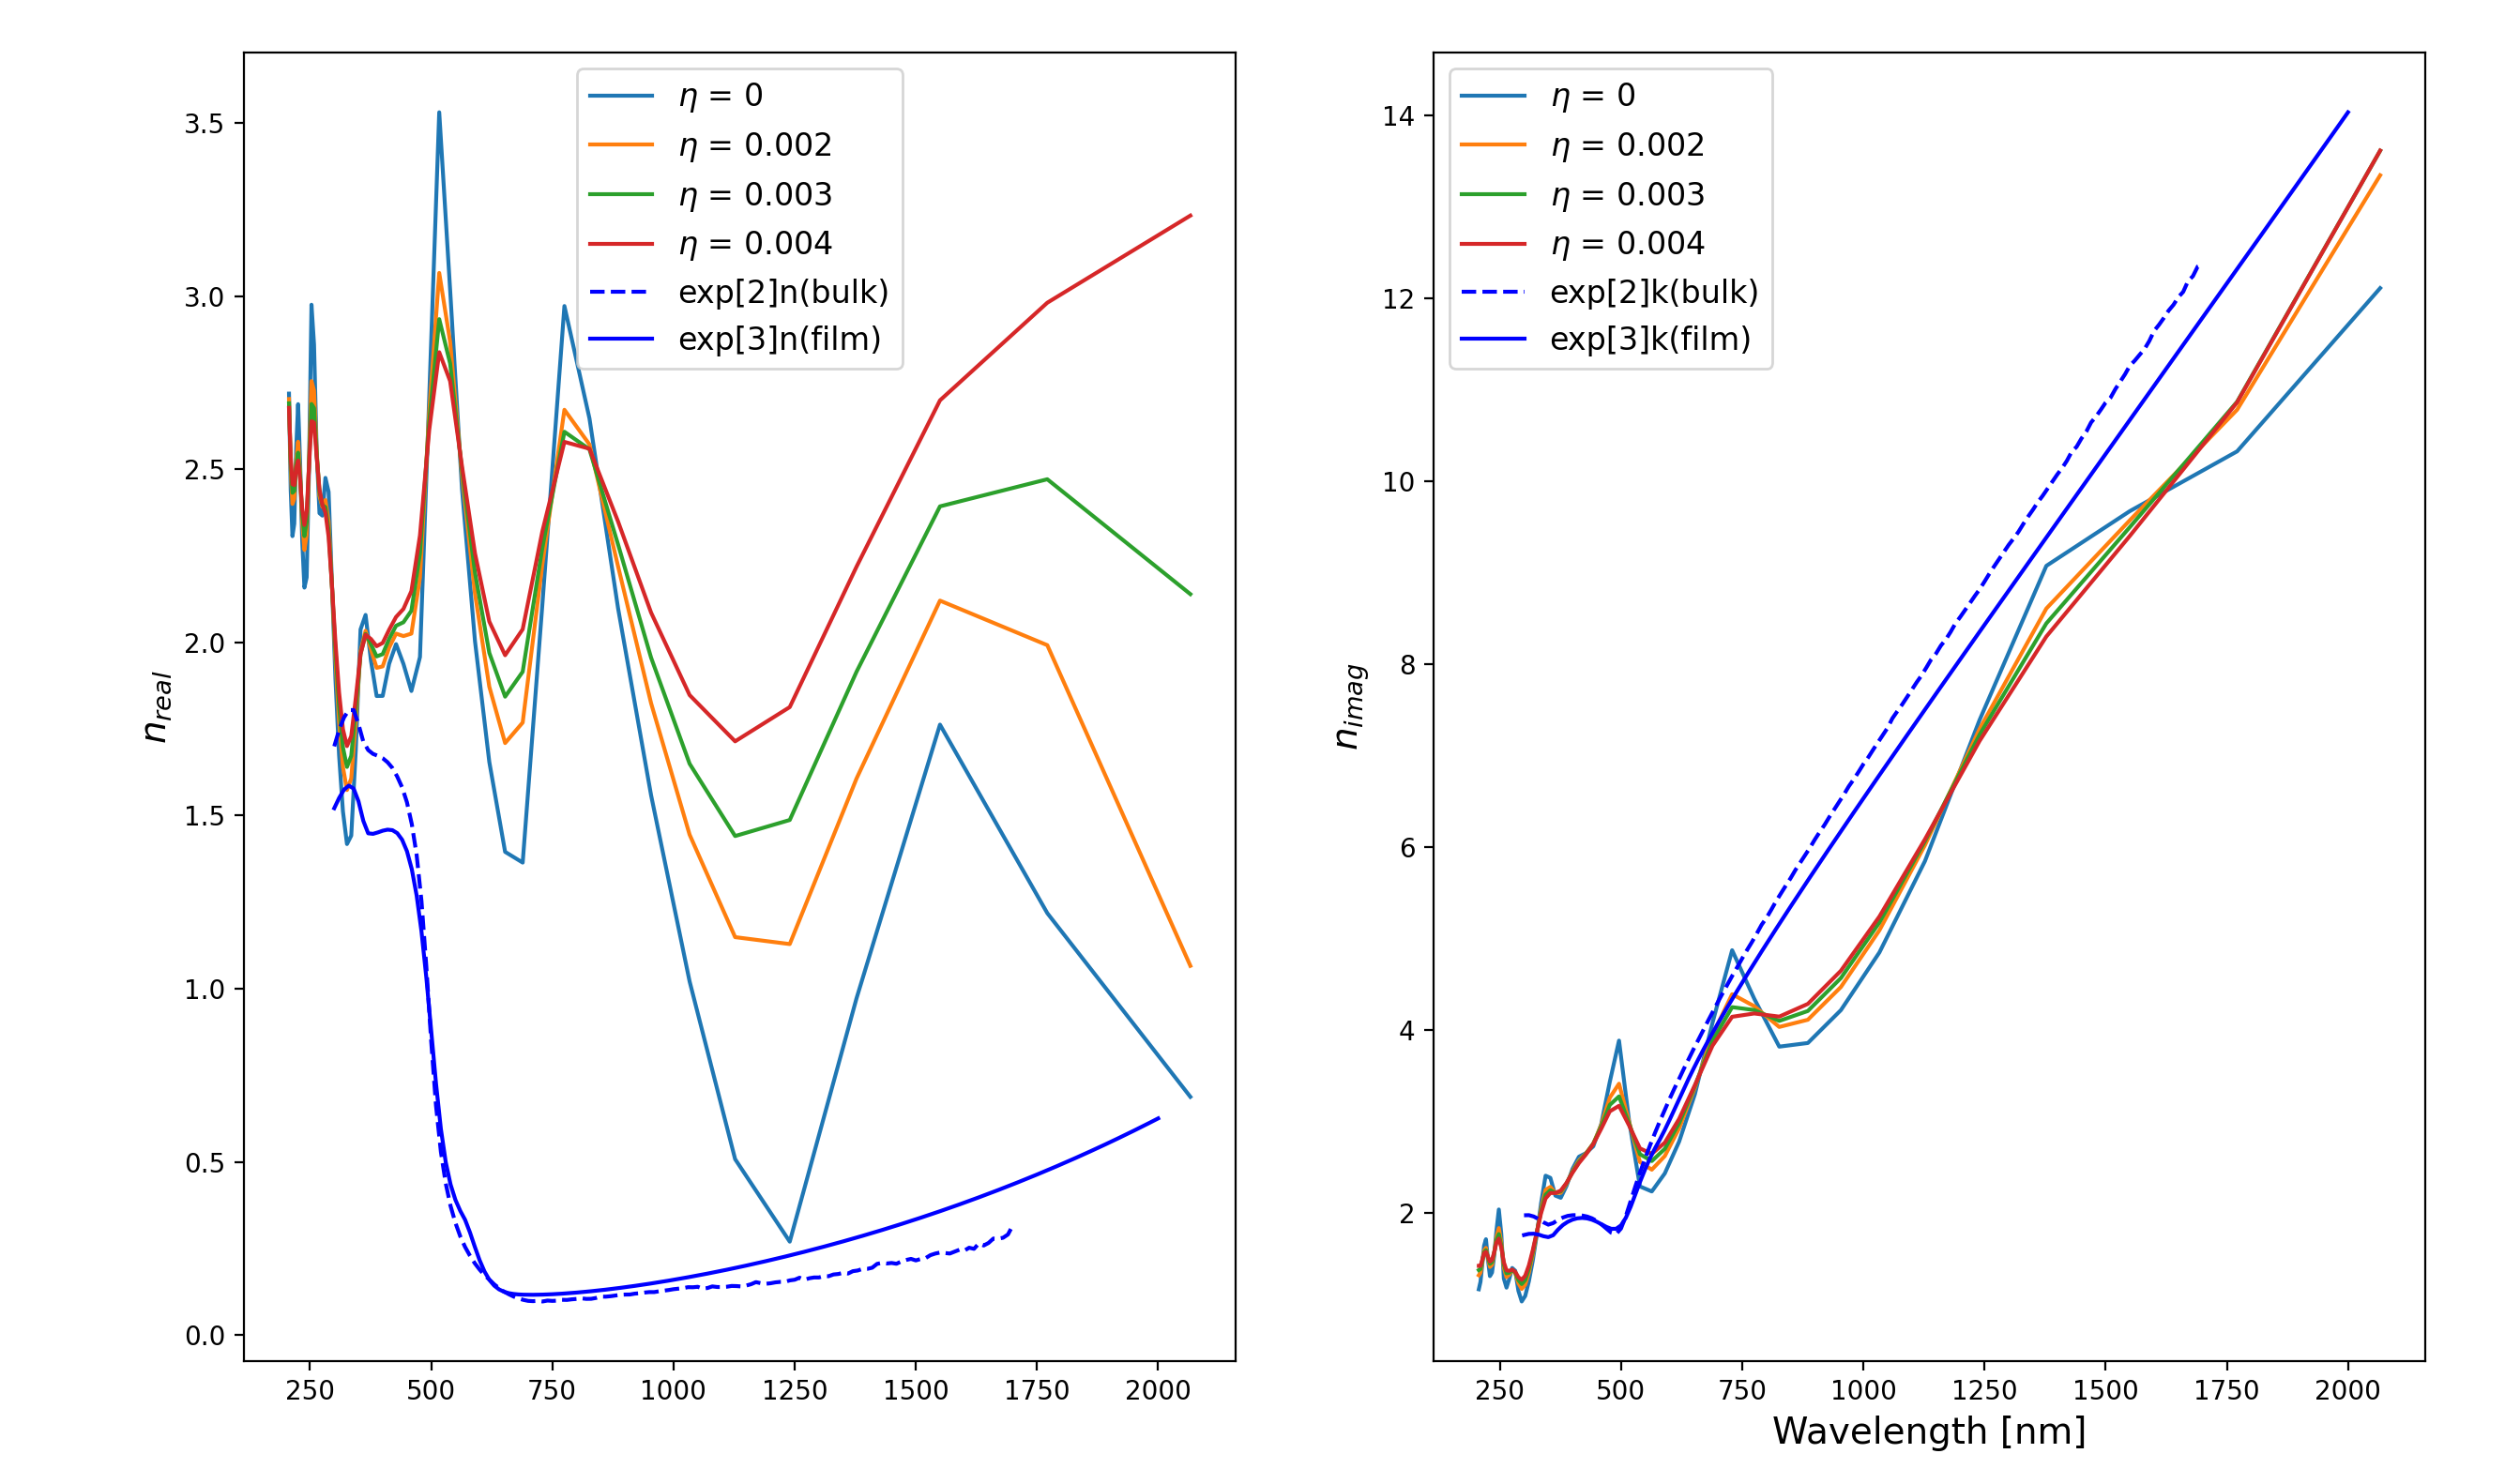 η = 0
η = 0.002
η = 0.003
η = 0.004
exp[2]n(bulk)
exp[3]n(film)
3.5
3.0
2.5
2.0
1.5
1.0
0.5
0.0
n_real
250 500 750 1000 1250 1500 1750 2000
η = 0
η = 0.002
η = 0.003
η = 0.004
exp[2]k(bulk)
exp[3]k(film)
14
12
10
8
6
4
2
n_imag
250 500 750 1000 1250 1500 1750 2000
Wavelength [nm]